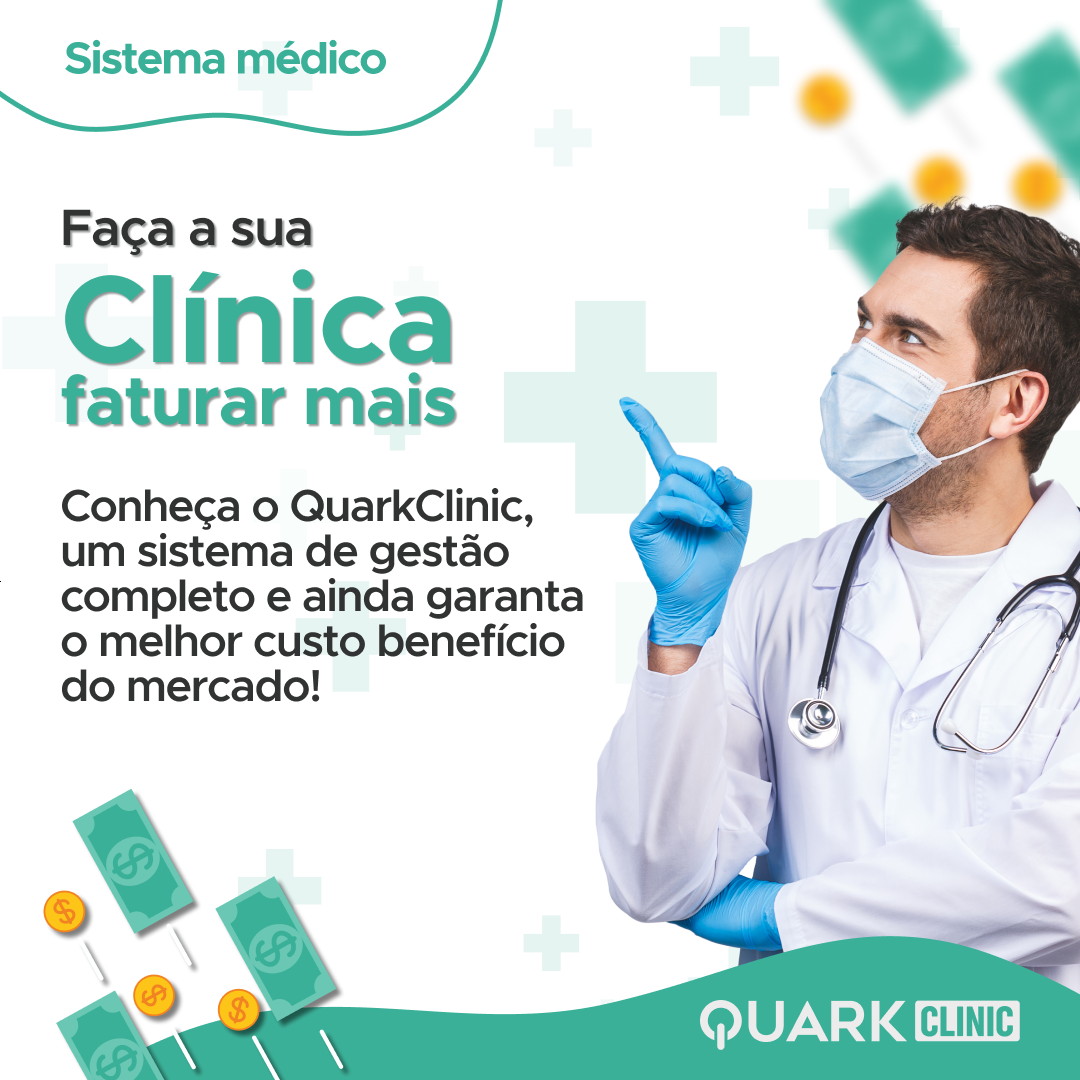 Sistema médico
Faça a sua
Clínica
faturar mais
Conheça o QuarkClinic,
um sistema de gestão
completo e ainda garanta
o melhor custo benefício
do mercado!
QUARK CLINIC